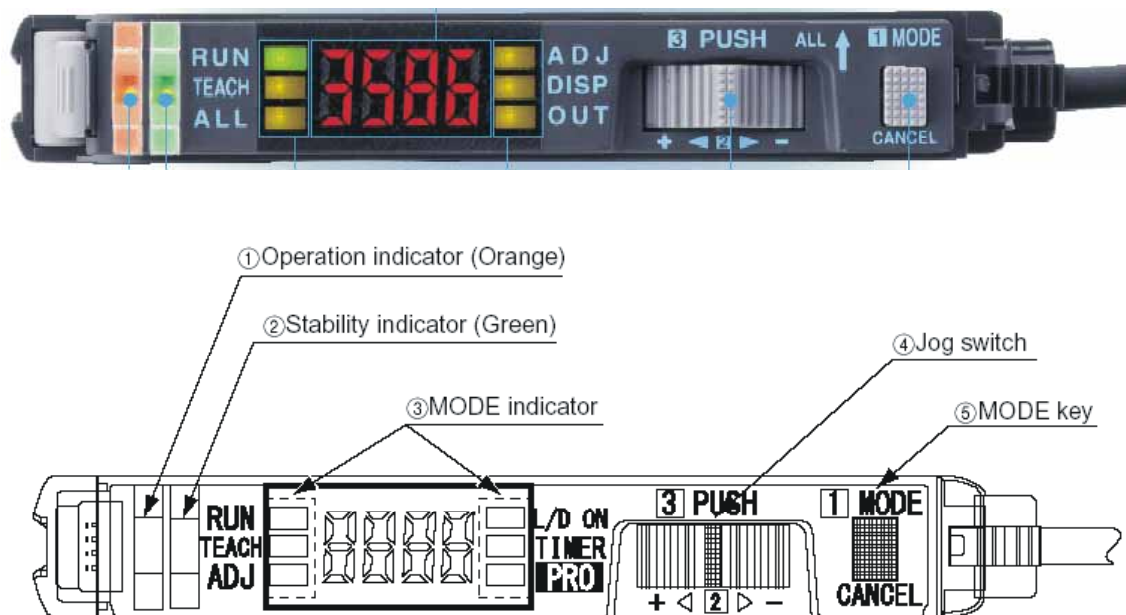 RUN
TEACH
ALL
3586
ADJ
DISP
OUT
3 PUSH
ALL ↑
1 MODE
+ ◀ 2 ▶ -
CANCEL
①Operation indicator (Orange)
②Stability indicator (Green)
③MODE indicator
④Jog switch
⑤MODE key
RUN
TEACH
ADJ
8888
L/D ON
TIMER
PRO
3 PUSH
1 MODE
+ ◁ 2 ▷ -
CANCEL